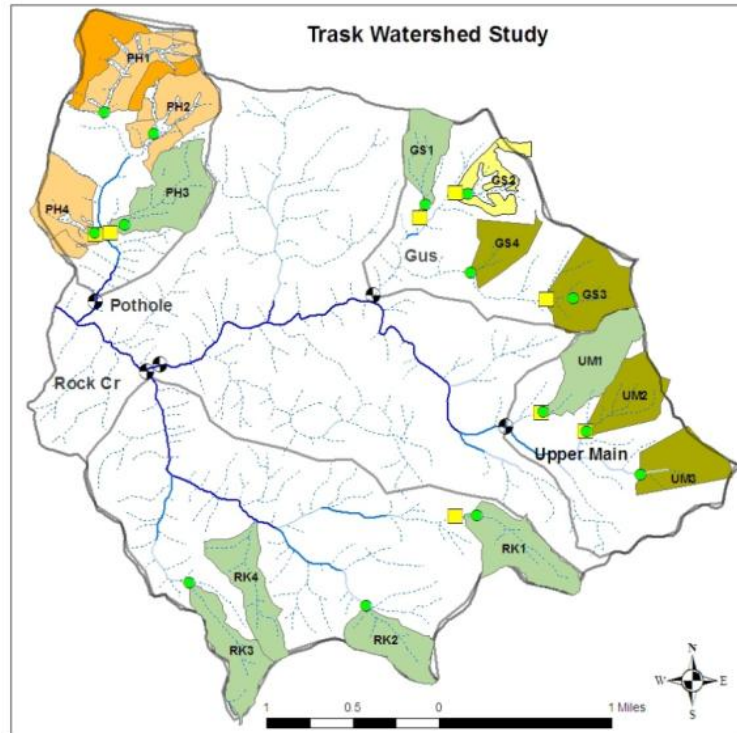 Trask Watershed Study
PH1
PH2
PH3
PH4
GS1
GS2
GS4
GS3
Gus
Pothole
Rock Cr
UM1
UM2
Upper Main
UM3
RK1
RK4
RK2
RK3
N
W E
S
1 0.5 0 1 Miles